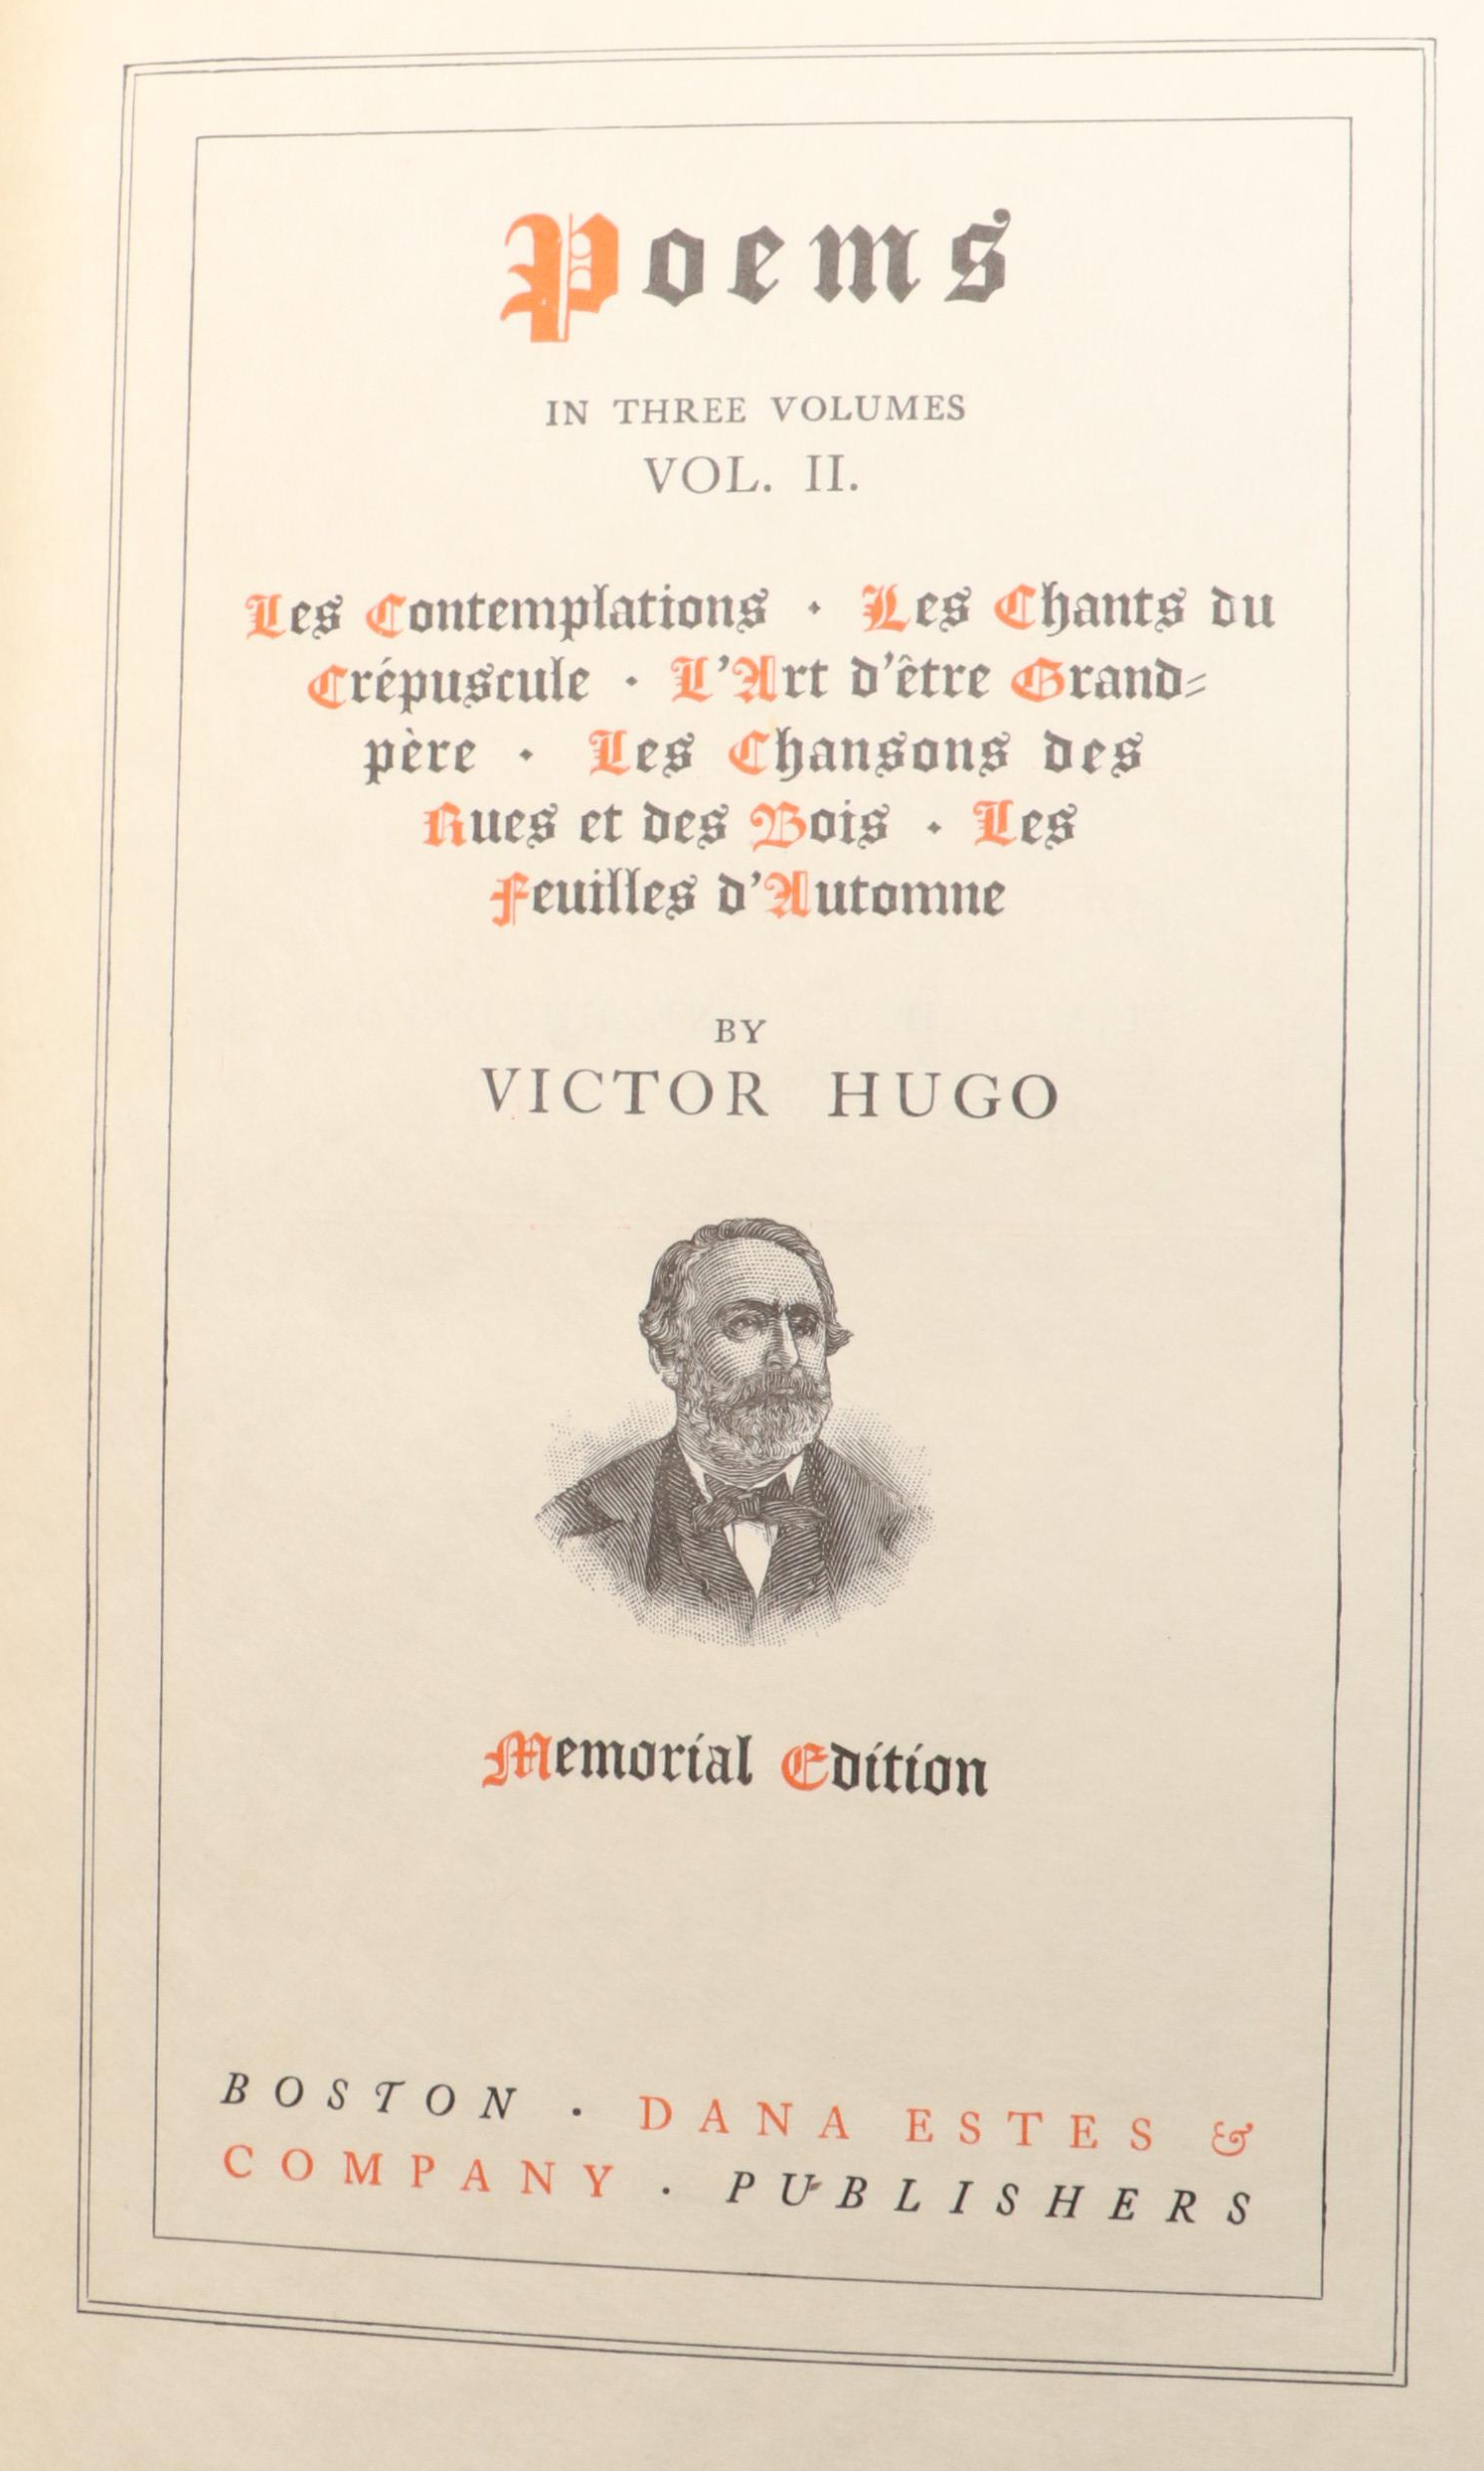 Poems
IN THREE VOLUMES
VOL. II.
Les Contemplations · Les Chants du
Crépuscule · L'Art d'être Grand-
père · Les Chansons des
Rues et des Bois · Les
Feuilles d'Automne
BY
VICTOR HUGO
Memorial Edition
BOSTON · DANA ESTES &
COMPANY · PUBLISHERS